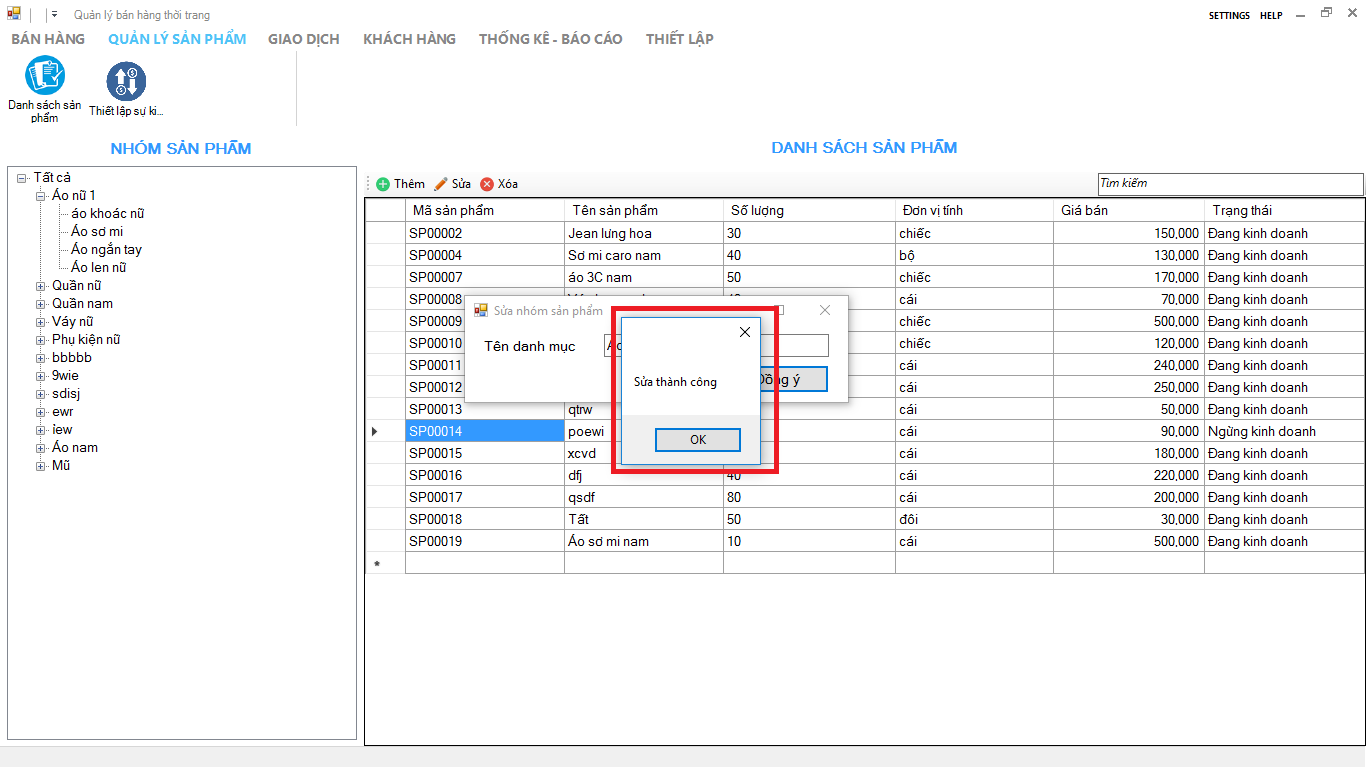 Quản lý bán hàng thời trang
SETTINGS HELP
BÁN HÀNG QUẢN LÝ SẢN PHẨM GIAO DỊCH KHÁCH HÀNG THỐNG KÊ - BÁO CÁO THIẾT LẬP
Danh sách sản phẩm
Thiết lập sự ki...
NHÓM SẢN PHẨM
Tất cả
Áo nữ 1
áo khoác nữ
Áo sơ mi
Áo ngắn tay
Áo len nữ
Quần nữ
Quần nam
Váy nữ
Phụ kiện nữ
bbbbb
9wie
sdisj
ewr
iew
Áo nam
Mũ
DANH SÁCH SẢN PHẨM
Thêm Sửa Xóa
Tìm kiếm
Mã sản phẩm Tên sản phẩm Số lượng Đơn vị tính Giá bán Trạng thái
SP00002 Jean lưng hoa 30 chiếc 150,000 Đang kinh doanh
SP00004 Sơ mi caro nam 40 bộ 130,000 Đang kinh doanh
SP00007 áo 3C nam 50 chiếc 170,000 Đang kinh doanh
SP00008 cái 70,000 Đang kinh doanh
SP00009 chiếc 500,000 Đang kinh doanh
SP00010 chiếc 120,000 Đang kinh doanh
SP00011 cái 240,000 Đang kinh doanh
SP00012 cái 250,000 Đang kinh doanh
SP00013 qtrw cái 50,000 Đang kinh doanh
SP00014 poewi cái 90,000 Ngừng kinh doanh
SP00015 xcvd cái 180,000 Đang kinh doanh
SP00016 dfj 40 cái 220,000 Đang kinh doanh
SP00017 qsdf 80 cái 200,000 Đang kinh doanh
SP00018 Tất 50 đôi 30,000 Đang kinh doanh
SP00019 Áo sơ mi nam 10 cái 500,000 Đang kinh doanh
Sửa nhóm sản phẩm
Tên danh mục
Đồng ý
Sửa thành công
OK